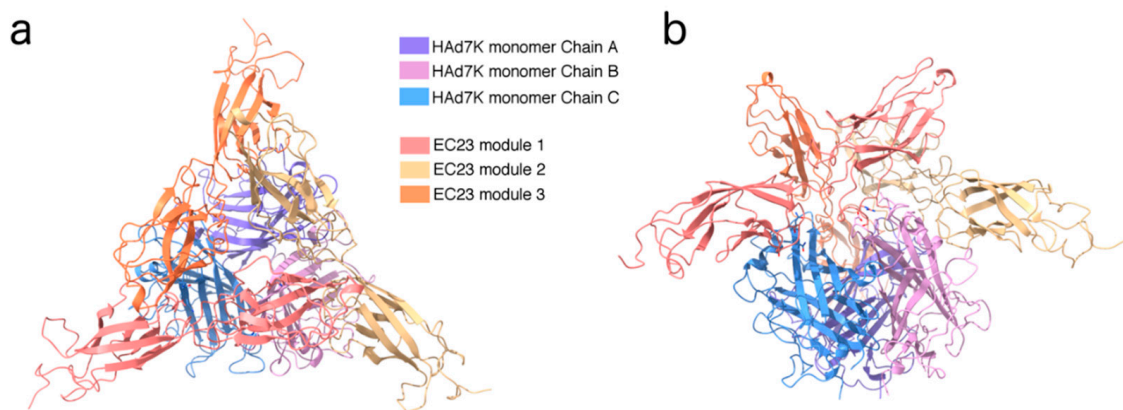 a
HAd7K monomer Chain A
HAd7K monomer Chain B
HAd7K monomer Chain C
EC23 module 1
EC23 module 2
EC23 module 3
b